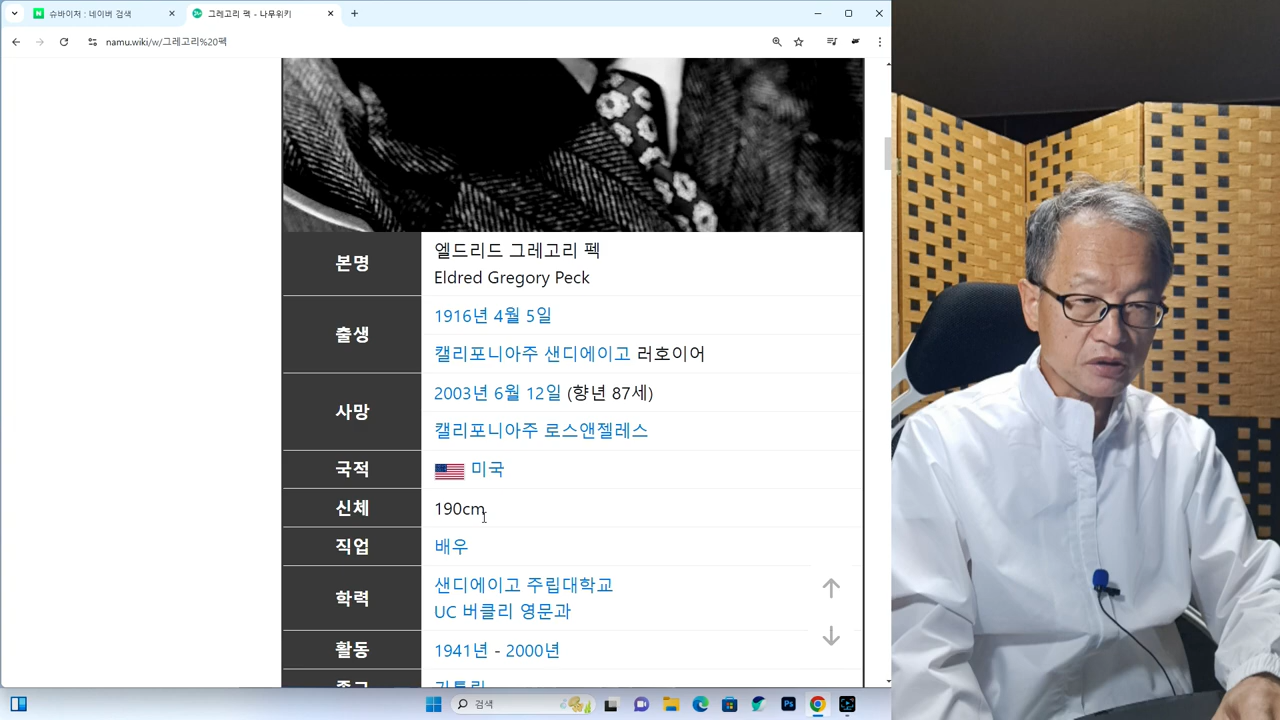 슈바이저 : 네이버 검색
그레고리 펙 - 나무위키
namu.wiki/w/그레고리%20펙
본명
엘드리드 그레고리 펙
Eldred Gregory Peck
출생
1916년 4월 5일
캘리포니아주 샌디에이고 러호이어
사망
2003년 6월 12일 (향년 87세)
캘리포니아주 로스앤젤레스
국적
미국
신체
190cm
직업
배우
학력
샌디에이고 주립대학교
UC 버클리 영문과
활동
1941년 - 2000년
검색
Ps